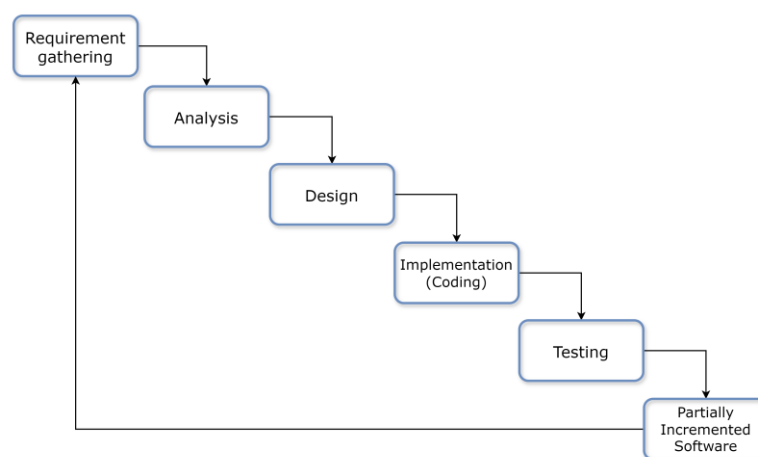 Requirement
gathering
Analysis
Design
Implementation
(Coding)
Testing
Partially
Incremented
Software